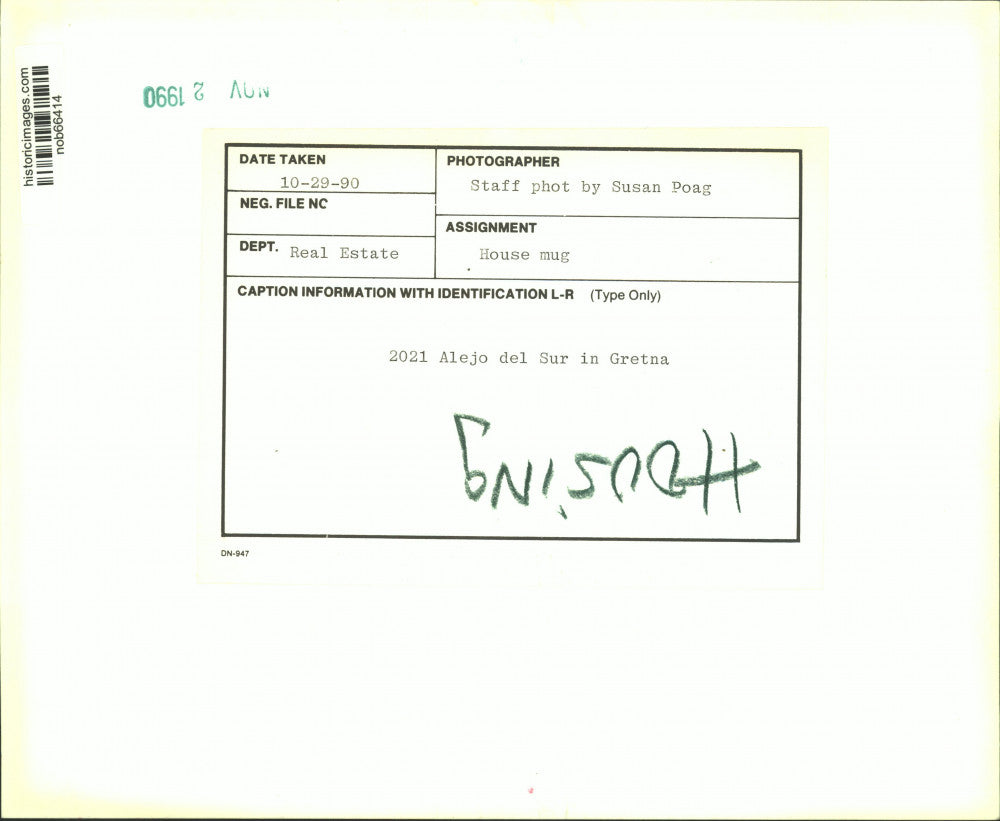 historicimages.com
nob66414
NOV 2 1990
DATE TAKEN
10-29-90
PHOTOGRAPHER
Staff phot by Susan Poag
NEG. FILE NC
ASSIGNMENT
House mug
DEPT. Real Estate
CAPTION INFORMATION WITH IDENTIFICATION L-R (Type Only)
2021 Alejo del Sur in Gretna
HOUSING
DN-947